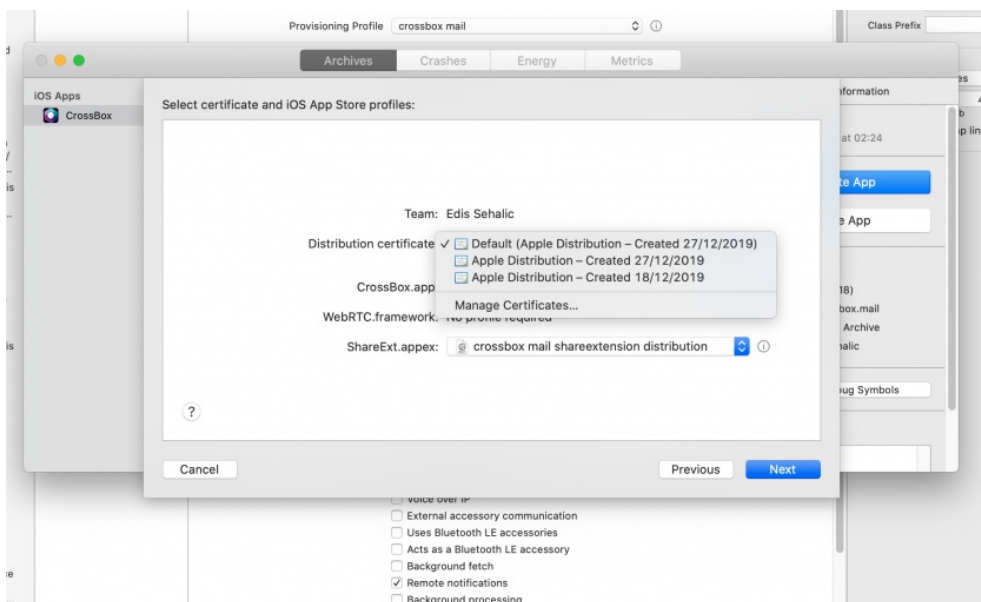 Provisioning Profile crossbox mail
Class Prefix
Archives Crashes Energy Metrics
iOS Apps
CrossBox
Select certificate and iOS App Store profiles:
at 02:24
App
App
Team: Edis Sehalic
Distribution certificate ✓ Default (Apple Distribution – Created 27/12/2019)
Apple Distribution – Created 27/12/2019
Apple Distribution – Created 18/12/2019
CrossBox.app
Manage Certificates...
WebRTC.framework: No profile required
18)
box.mail
Archive
halic
ShareExt.appex: crossbox mail shareextension distribution
Symbols
?
Cancel Previous Next
Voice over IP
External accessory communication
Uses Bluetooth LE accessories
Acts as a Bluetooth LE accessory
Background fetch
Remote notifications
Background processing